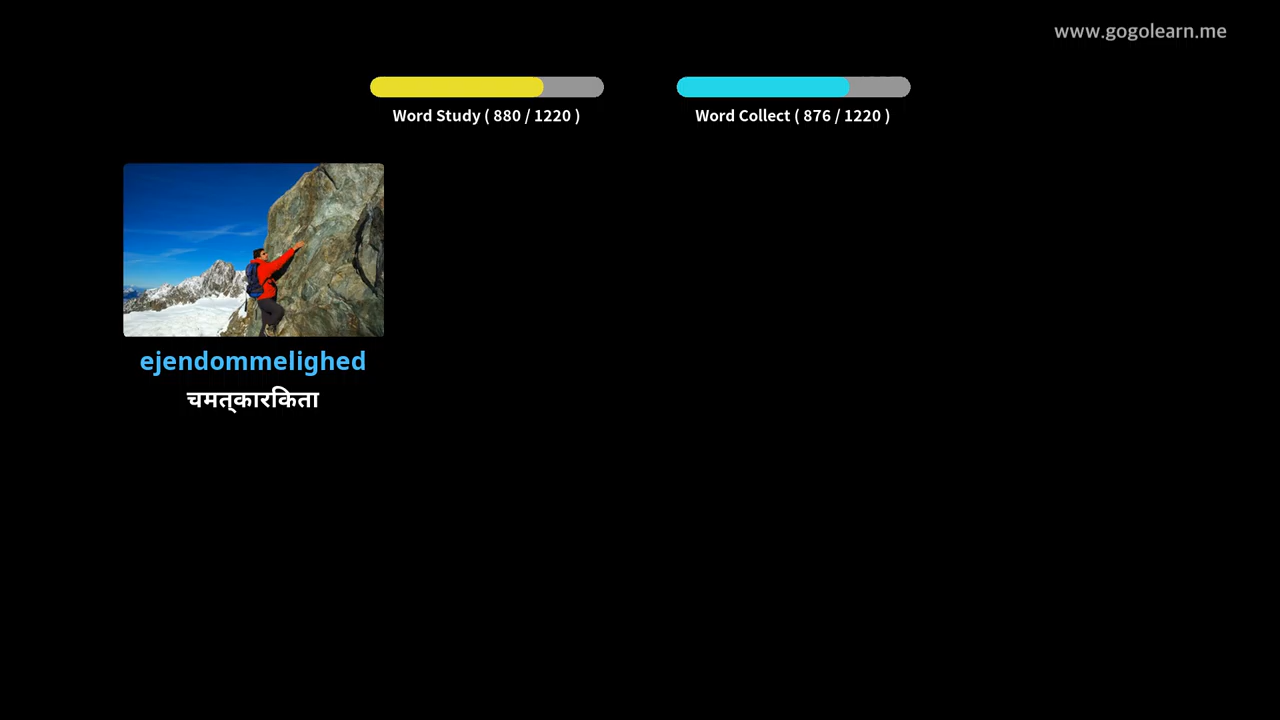 www.gogolearn.me
Word Study ( 880 / 1220 )
Word Collect ( 876 / 1220 )
ejendommelighed
चमत्कारकिता